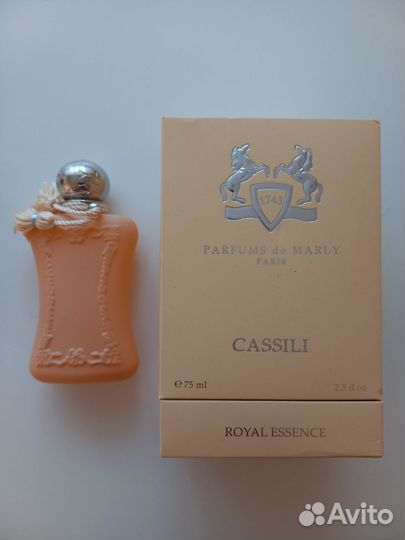 1743
PARFUMS de MARLY
PARIS
CASSILI
℮ 75 ml 2.5 fl.oz
ROYAL ESSENCE
Avito